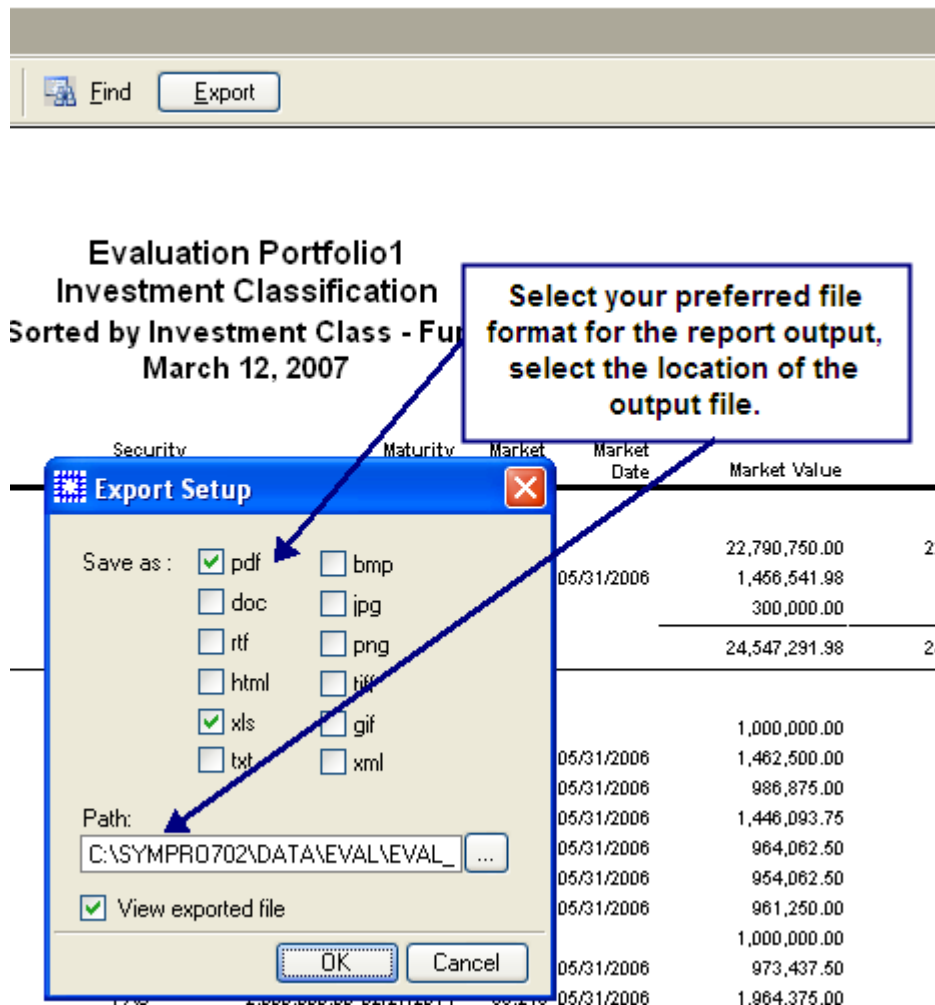 Find Export
Evaluation Portfolio1
Investment Classification
Sorted by Investment Class - Fu
March 12, 2007
Select your preferred file
format for the report output,
select the location of the
output file.
Security Maturity Market Market
Date Market Value
Export Setup
Save as : pdf bmp
doc jpg
rtf png
html tiff
xls gif
txt xml
Path:
C:\SYMPRO702\DATA\EVAL\EVAL_ ...
View exported file
OK Cancel
22,790,750.00 2
05/31/2006 1,456,541.98
300,000.00
24,547,291.98 2
1,000,000.00
05/31/2006 1,462,500.00
05/31/2006 986,875.00
05/31/2006 1,446,093.75
05/31/2006 964,062.50
05/31/2006 954,062.50
05/31/2006 961,250.00
1,000,000.00
05/31/2006 973,437.50
05/31/2006 1,964,375.00